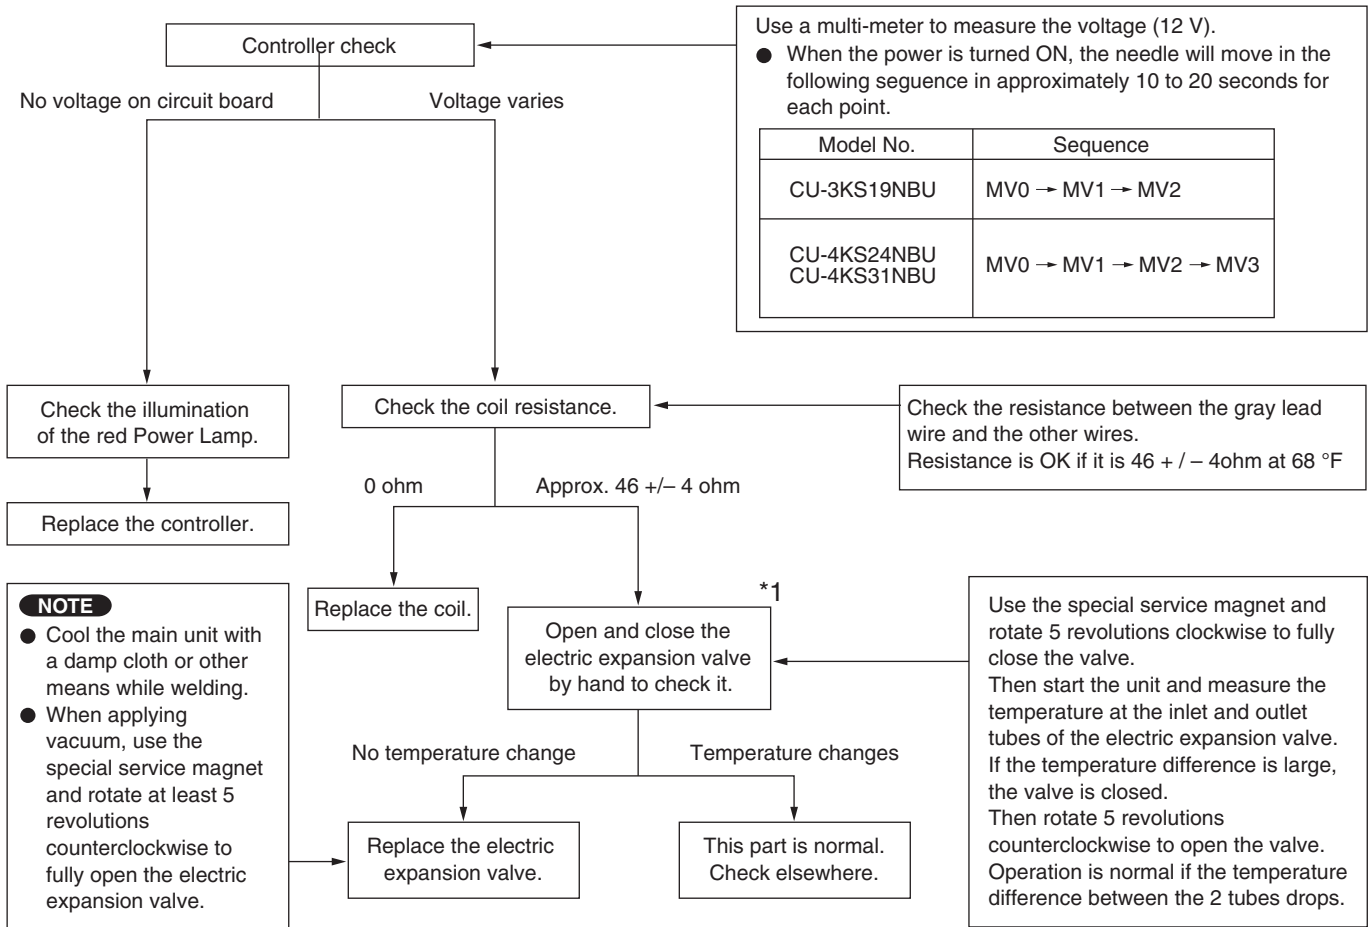 Controller check
Use a multi-meter to measure the voltage (12 V).
● When the power is turned ON, the needle will move in the
following seguence in approximately 10 to 20 seconds for
each point.
Model No. Sequence
CU-3KS19NBU MV0 → MV1 → MV2
CU-4KS24NBU
CU-4KS31NBU
MV0 → MV1 → MV2 → MV3
No voltage on circuit board
Voltage varies
Check the illumination
of the red Power Lamp.
Replace the controller.
Check the coil resistance.
Check the resistance between the gray lead
wire and the other wires.
Resistance is OK if it is 46 + / – 4ohm at 68 °F
0 ohm
Approx. 46 +/– 4 ohm
Replace the coil.
*1
Open and close the
electric expansion valve
by hand to check it.
Use the special service magnet and
rotate 5 revolutions clockwise to fully
close the valve.
Then start the unit and measure the
temperature at the inlet and outlet
tubes of the electric expansion valve.
If the temperature difference is large,
the valve is closed.
Then rotate 5 revolutions
counterclockwise to open the valve.
Operation is normal if the temperature
difference between the 2 tubes drops.
NOTE
● Cool the main unit with
a damp cloth or other
means while welding.
● When applying
vacuum, use the
special service magnet
and rotate at least 5
revolutions
counterclockwise to
fully open the electric
expansion valve.
No temperature change
Temperature changes
Replace the electric
expansion valve.
This part is normal.
Check elsewhere.